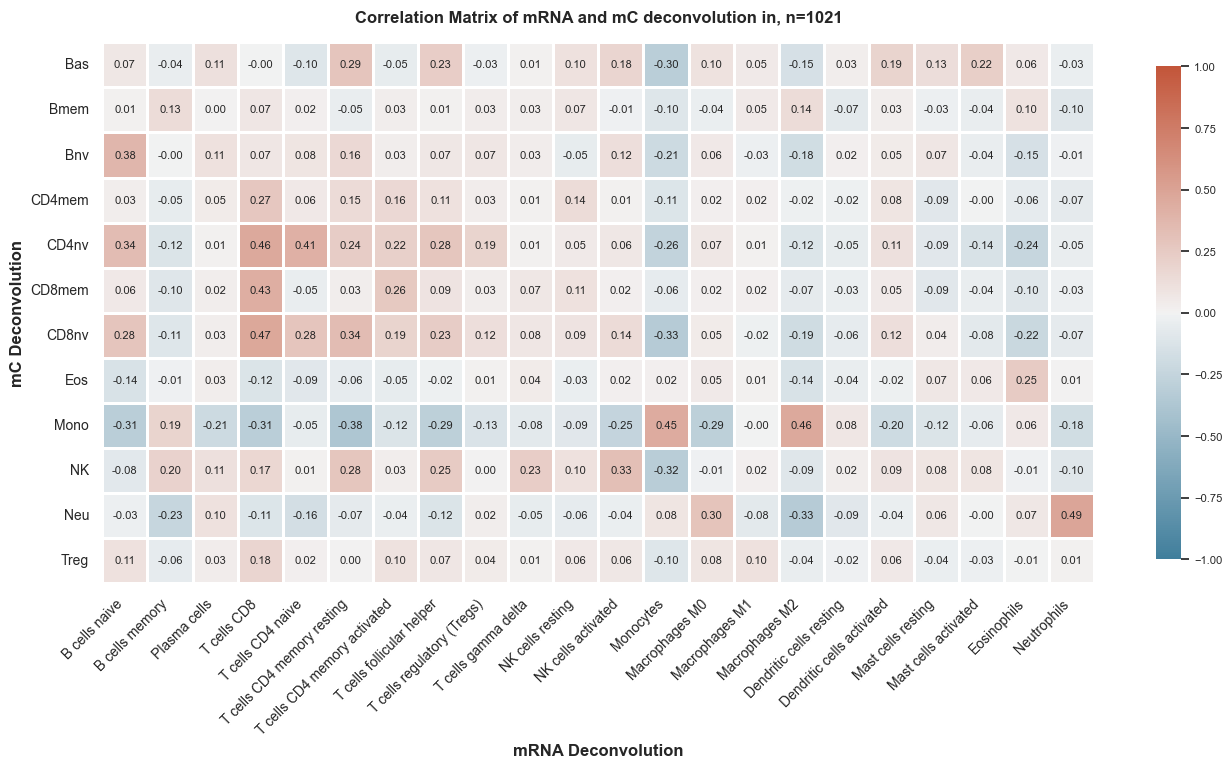 Correlation Matrix of mRNA and mC deconvolution in, n=1021
mC Deconvolution
Bas 0.07 -0.04 0.11 -0.00 -0.10 0.29 -0.05 0.23 -0.03 0.01 0.10 0.18 -0.30 0.10 0.05 -0.15 0.03 0.19 0.13 0.22 0.06 -0.03
Bmem 0.01 0.13 0.00 0.07 0.02 -0.05 0.03 0.01 0.03 0.03 0.07 -0.01 -0.10 -0.04 0.05 0.14 -0.07 0.03 -0.03 -0.04 0.10 -0.10
Bnv 0.38 -0.00 0.11 0.07 0.08 0.16 0.03 0.07 0.07 0.03 -0.05 0.12 -0.21 0.06 -0.03 -0.18 0.02 0.05 0.07 -0.04 -0.15 -0.01
CD4mem 0.03 -0.05 0.05 0.27 0.06 0.15 0.16 0.11 0.03 0.01 0.14 0.01 -0.11 0.02 0.02 -0.02 -0.02 0.08 -0.09 -0.00 -0.06 -0.07
CD4nv 0.34 -0.12 0.01 0.46 0.41 0.24 0.22 0.28 0.19 0.01 0.05 0.06 -0.26 0.07 0.01 -0.12 -0.05 0.11 -0.09 -0.14 -0.24 -0.05
CD8mem 0.06 -0.10 0.02 0.43 -0.05 0.03 0.26 0.09 0.03 0.07 0.11 0.02 -0.06 0.02 0.02 -0.07 -0.03 0.05 -0.09 -0.04 -0.10 -0.03
CD8nv 0.28 -0.11 0.03 0.47 0.28 0.34 0.19 0.23 0.12 0.08 0.09 0.14 -0.33 0.05 -0.02 -0.19 -0.06 0.12 0.04 -0.08 -0.22 -0.07
Eos -0.14 -0.01 0.03 -0.12 -0.09 -0.06 -0.05 -0.02 0.01 0.04 -0.03 0.02 0.02 0.05 0.01 -0.14 -0.04 -0.02 0.07 0.06 0.25 0.01
Mono -0.31 0.19 -0.21 -0.31 -0.05 -0.38 -0.12 -0.29 -0.13 -0.08 -0.09 -0.25 0.45 -0.29 -0.00 0.46 0.08 -0.20 -0.12 -0.06 0.06 -0.18
NK -0.08 0.20 0.11 0.17 0.01 0.28 0.03 0.25 0.00 0.23 0.10 0.33 -0.32 -0.01 0.02 -0.09 0.02 0.09 0.08 0.08 -0.01 -0.10
Neu -0.03 -0.23 0.10 -0.11 -0.16 -0.07 -0.04 -0.12 0.02 -0.05 -0.06 -0.04 0.08 0.30 -0.08 -0.33 -0.09 -0.04 0.06 -0.00 0.07 0.49
Treg 0.11 -0.06 0.03 0.18 0.02 0.00 0.10 0.07 0.04 0.01 0.06 0.06 -0.10 0.08 0.10 -0.04 -0.02 0.06 -0.04 -0.03 -0.01 0.01
B cells naive
B cells memory
Plasma cells
T cells CD8
T cells CD4 naive
T cells CD4 memory resting
T cells CD4 memory activated
T cells follicular helper
T cells regulatory (Tregs)
T cells gamma delta
NK cells resting
NK cells activated
Monocytes
Macrophages M0
Macrophages M1
Macrophages M2
Dendritic cells resting
Dendritic cells activated
Mast cells resting
Mast cells activated
Eosinophils
Neutrophils
mRNA Deconvolution
1.00
0.75
0.50
0.25
0.00
−0.25
−0.50
−0.75
−1.00